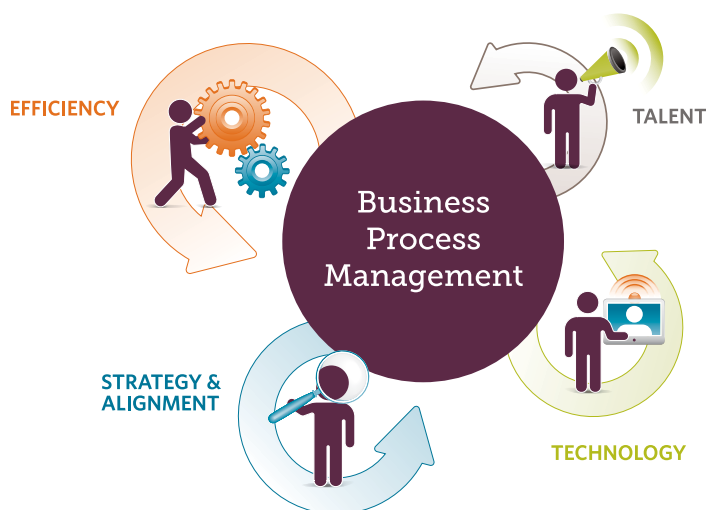 EFFICIENCY
TALENT
Business
Process
Management
STRATEGY &
ALIGNMENT
TECHNOLOGY